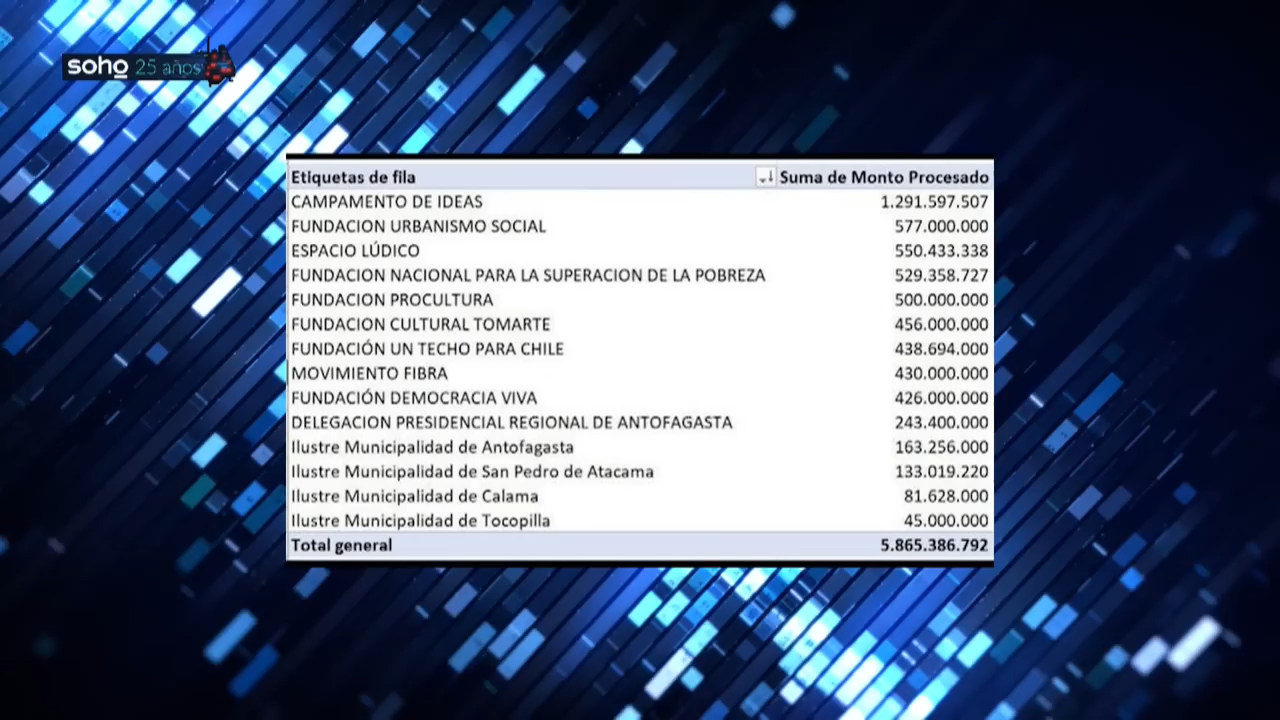 soho 25 años
Etiquetas de fila Suma de Monto Procesado
CAMPAMENTO DE IDEAS 1.291.597.507
FUNDACION URBANISMO SOCIAL 577.000.000
ESPACIO LÚDICO 550.433.338
FUNDACION NACIONAL PARA LA SUPERACION DE LA POBREZA 529.358.727
FUNDACION PROCULTURA 500.000.000
FUNDACION CULTURAL TOMARTE 456.000.000
FUNDACIÓN UN TECHO PARA CHILE 438.694.000
MOVIMIENTO FIBRA 430.000.000
FUNDACIÓN DEMOCRACIA VIVA 426.000.000
DELEGACION PRESIDENCIAL REGIONAL DE ANTOFAGASTA 243.400.000
Ilustre Municipalidad de Antofagasta 163.256.000
Ilustre Municipalidad de San Pedro de Atacama 133.019.220
Ilustre Municipalidad de Calama 81.628.000
Ilustre Municipalidad de Tocopilla 45.000.000
Total general 5.865.386.792